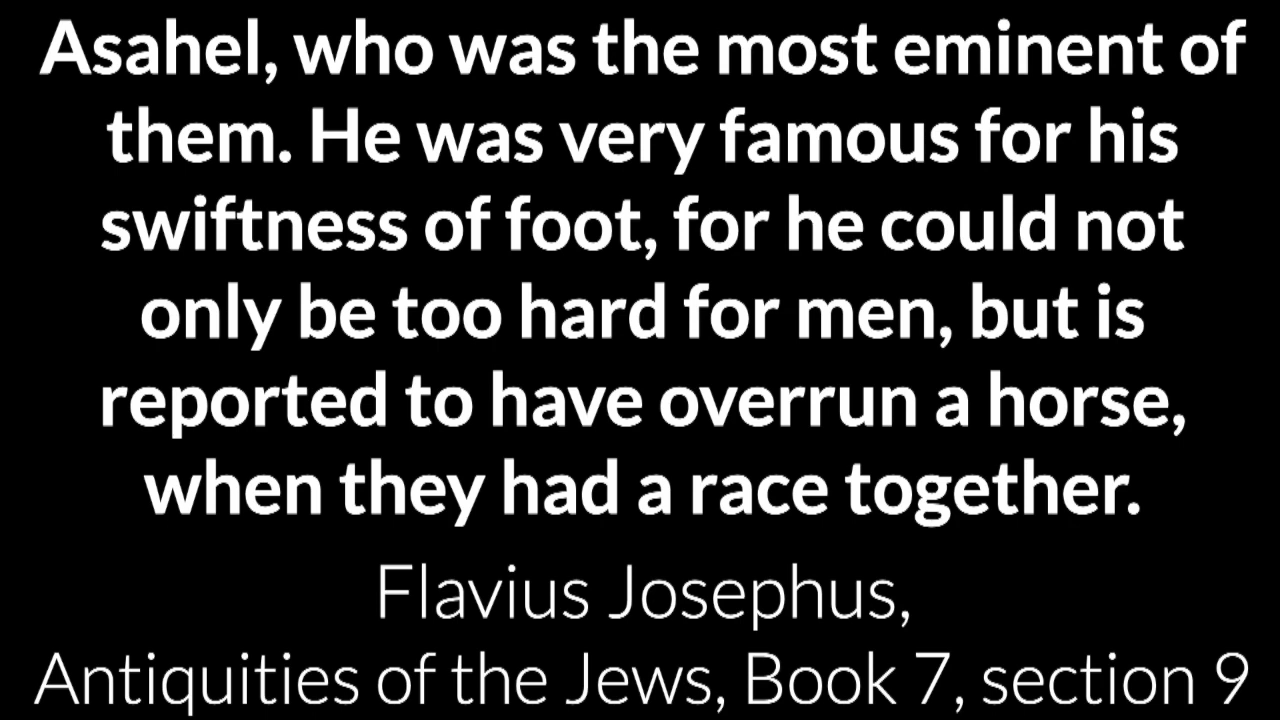 Asahel, who was the most eminent of
them. He was very famous for his
swiftness of foot, for he could not
only be too hard for men, but is
reported to have overrun a horse,
when they had a race together.
Flavius Josephus,
Antiquities of the Jews, Book 7, section 9